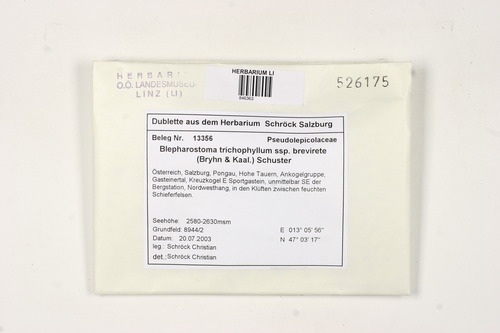 HERBARIUM LI
HERBARI
O.Ö. LANDESMUSEU
LINZ (LI)
526175
Dublette aus dem Herbarium Schröck Salzburg
Beleg Nr. 13356 Pseudolepicolaceae
Blepharostoma trichophyllum ssp. brevirete
(Bryhn & Kaal.) Schuster
Österreich, Salzburg, Pongau, Hohe Tauern, Ankogelgruppe,
Gasteinertal, Kreuzkogel E Sportgastein, unmittelbar SE der
Bergstation, Nordwesthang, in den Klüften zwischen feuchten
Schieferfelsen.
Seehöhe: 2580-2630msm
Grundfeld: 8944/2 E 013° 05' 56"
Datum: 20.07.2003 N 47° 03' 17"
leg.: Schröck Christian
det.: Schröck Christian